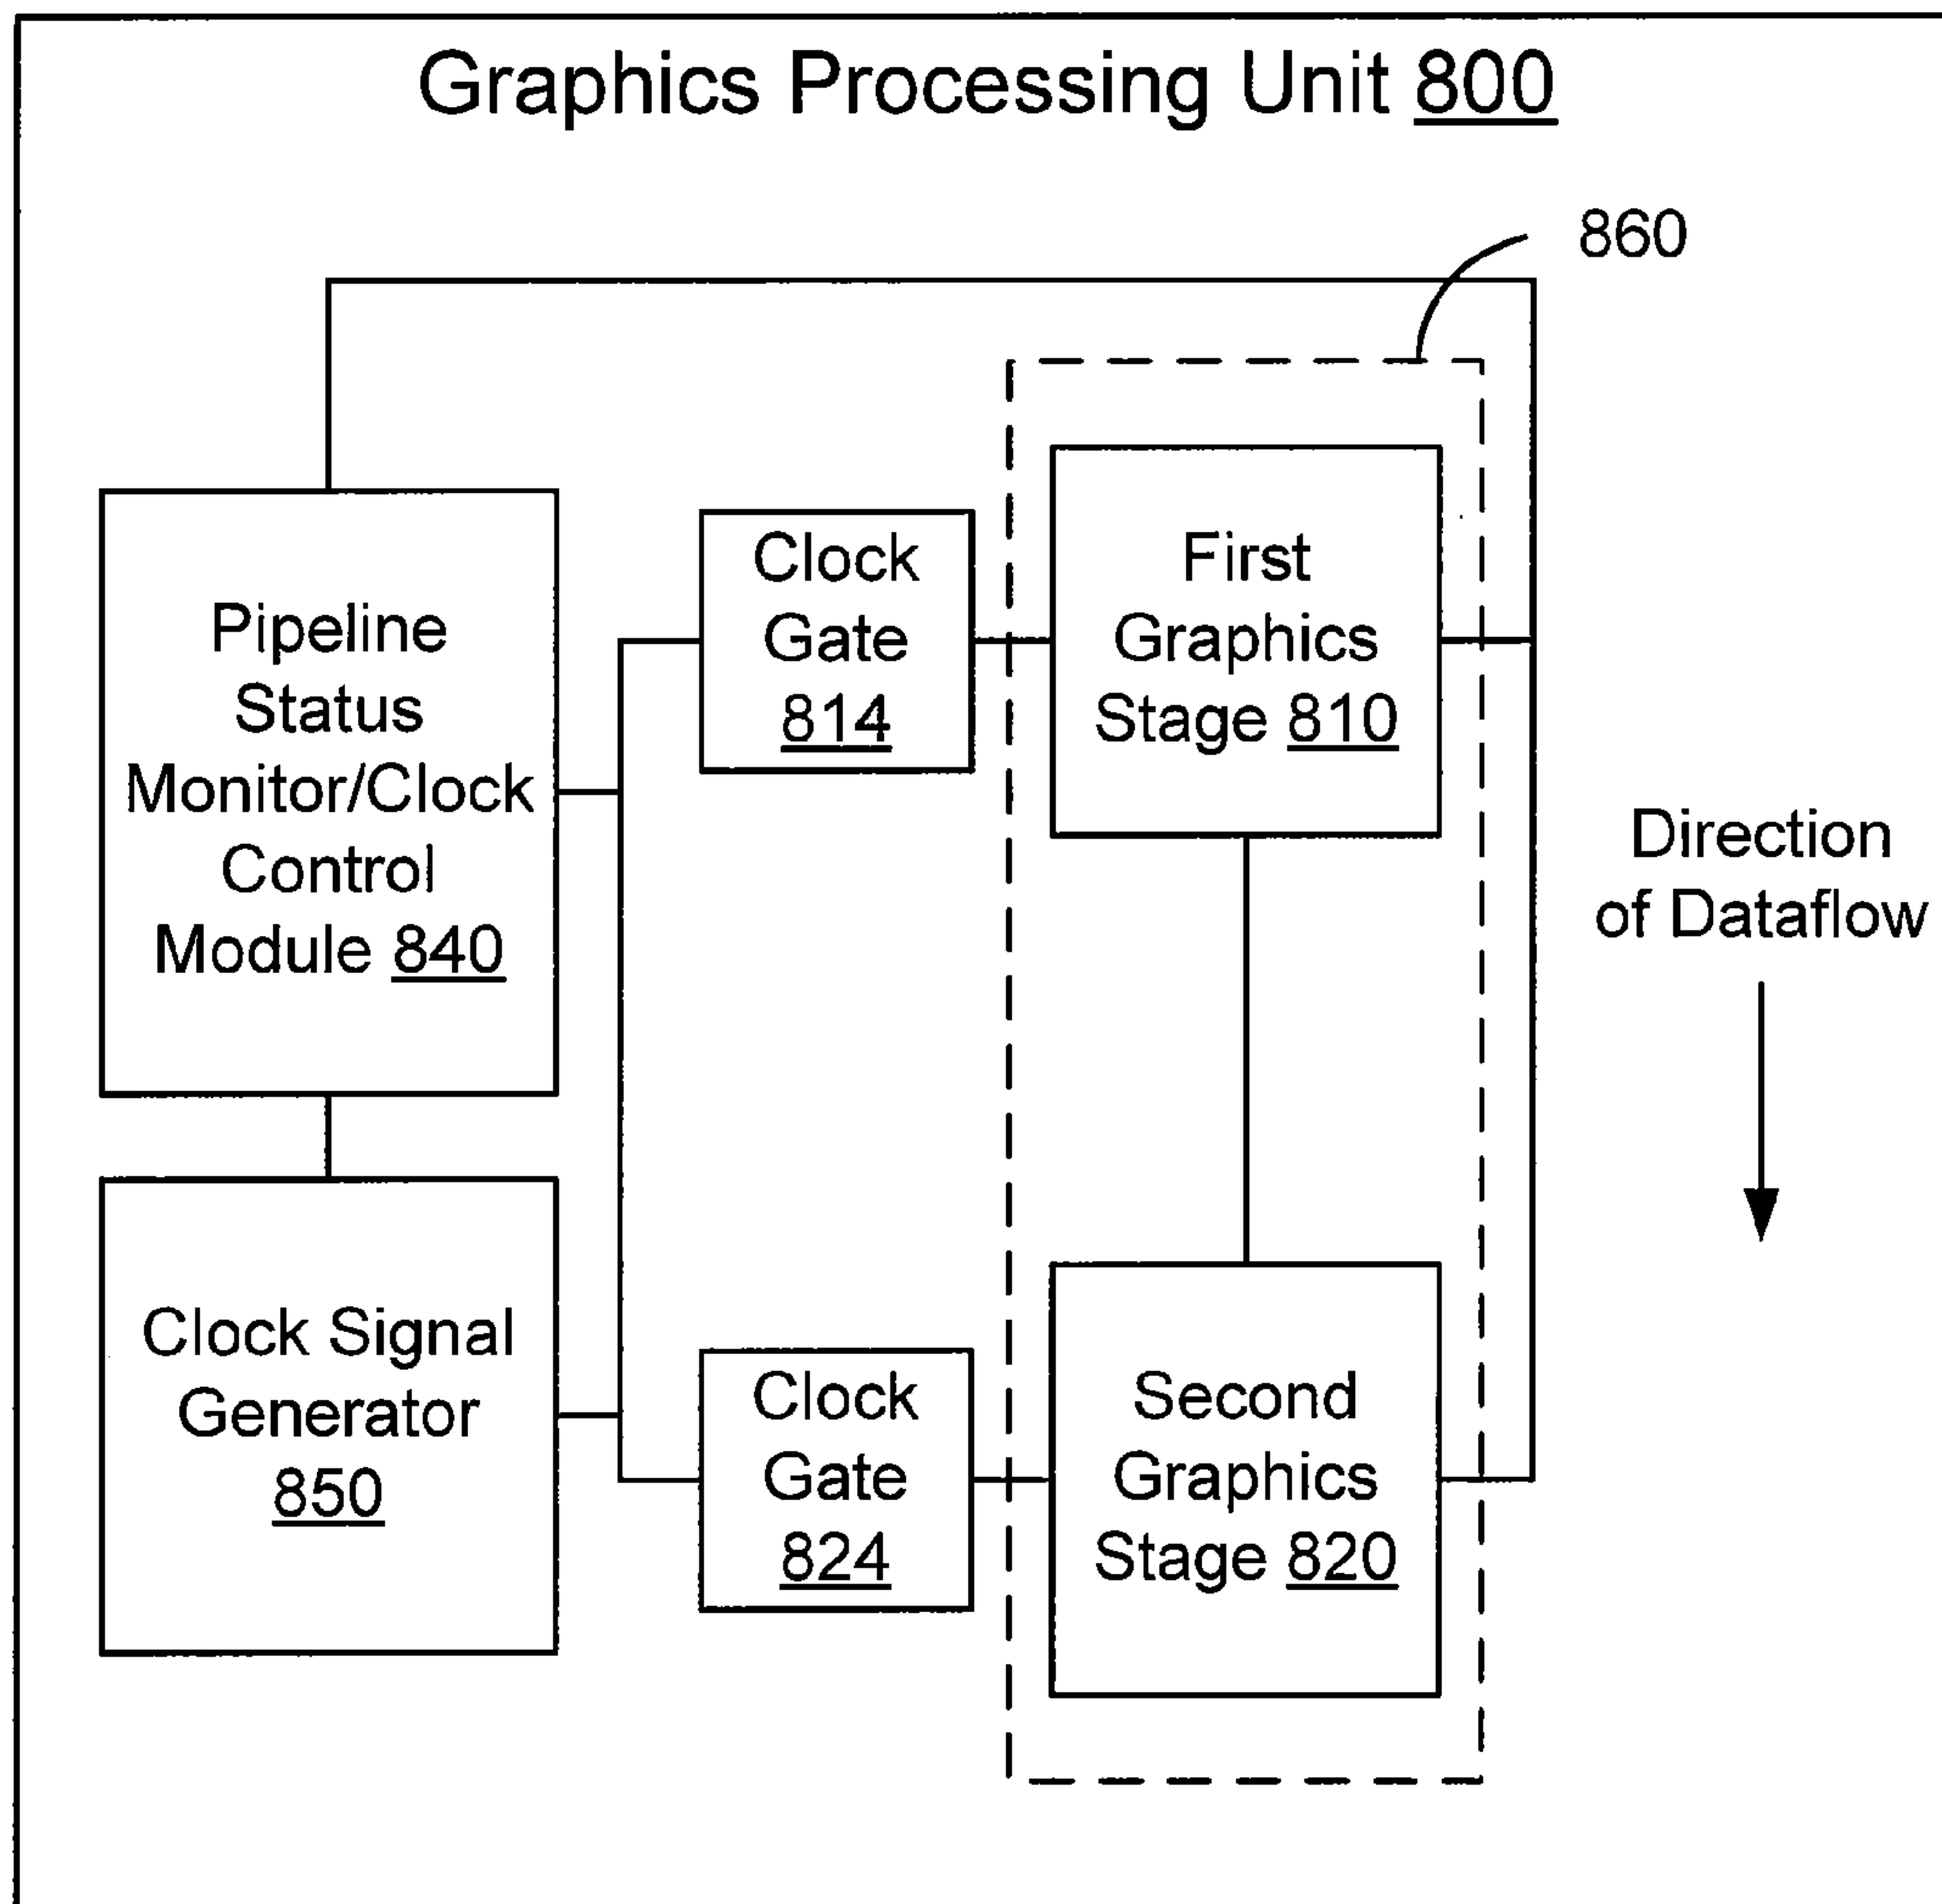 Graphics Processing Unit 800
860
Clock
Gate
814
First
Graphics
Stage 810
Pipeline
Status
Monitor/Clock
Control
Module 840
Direction
of Dataflow
Clock Signal
Generator
850
Clock
Gate
824
Second
Graphics
Stage 820